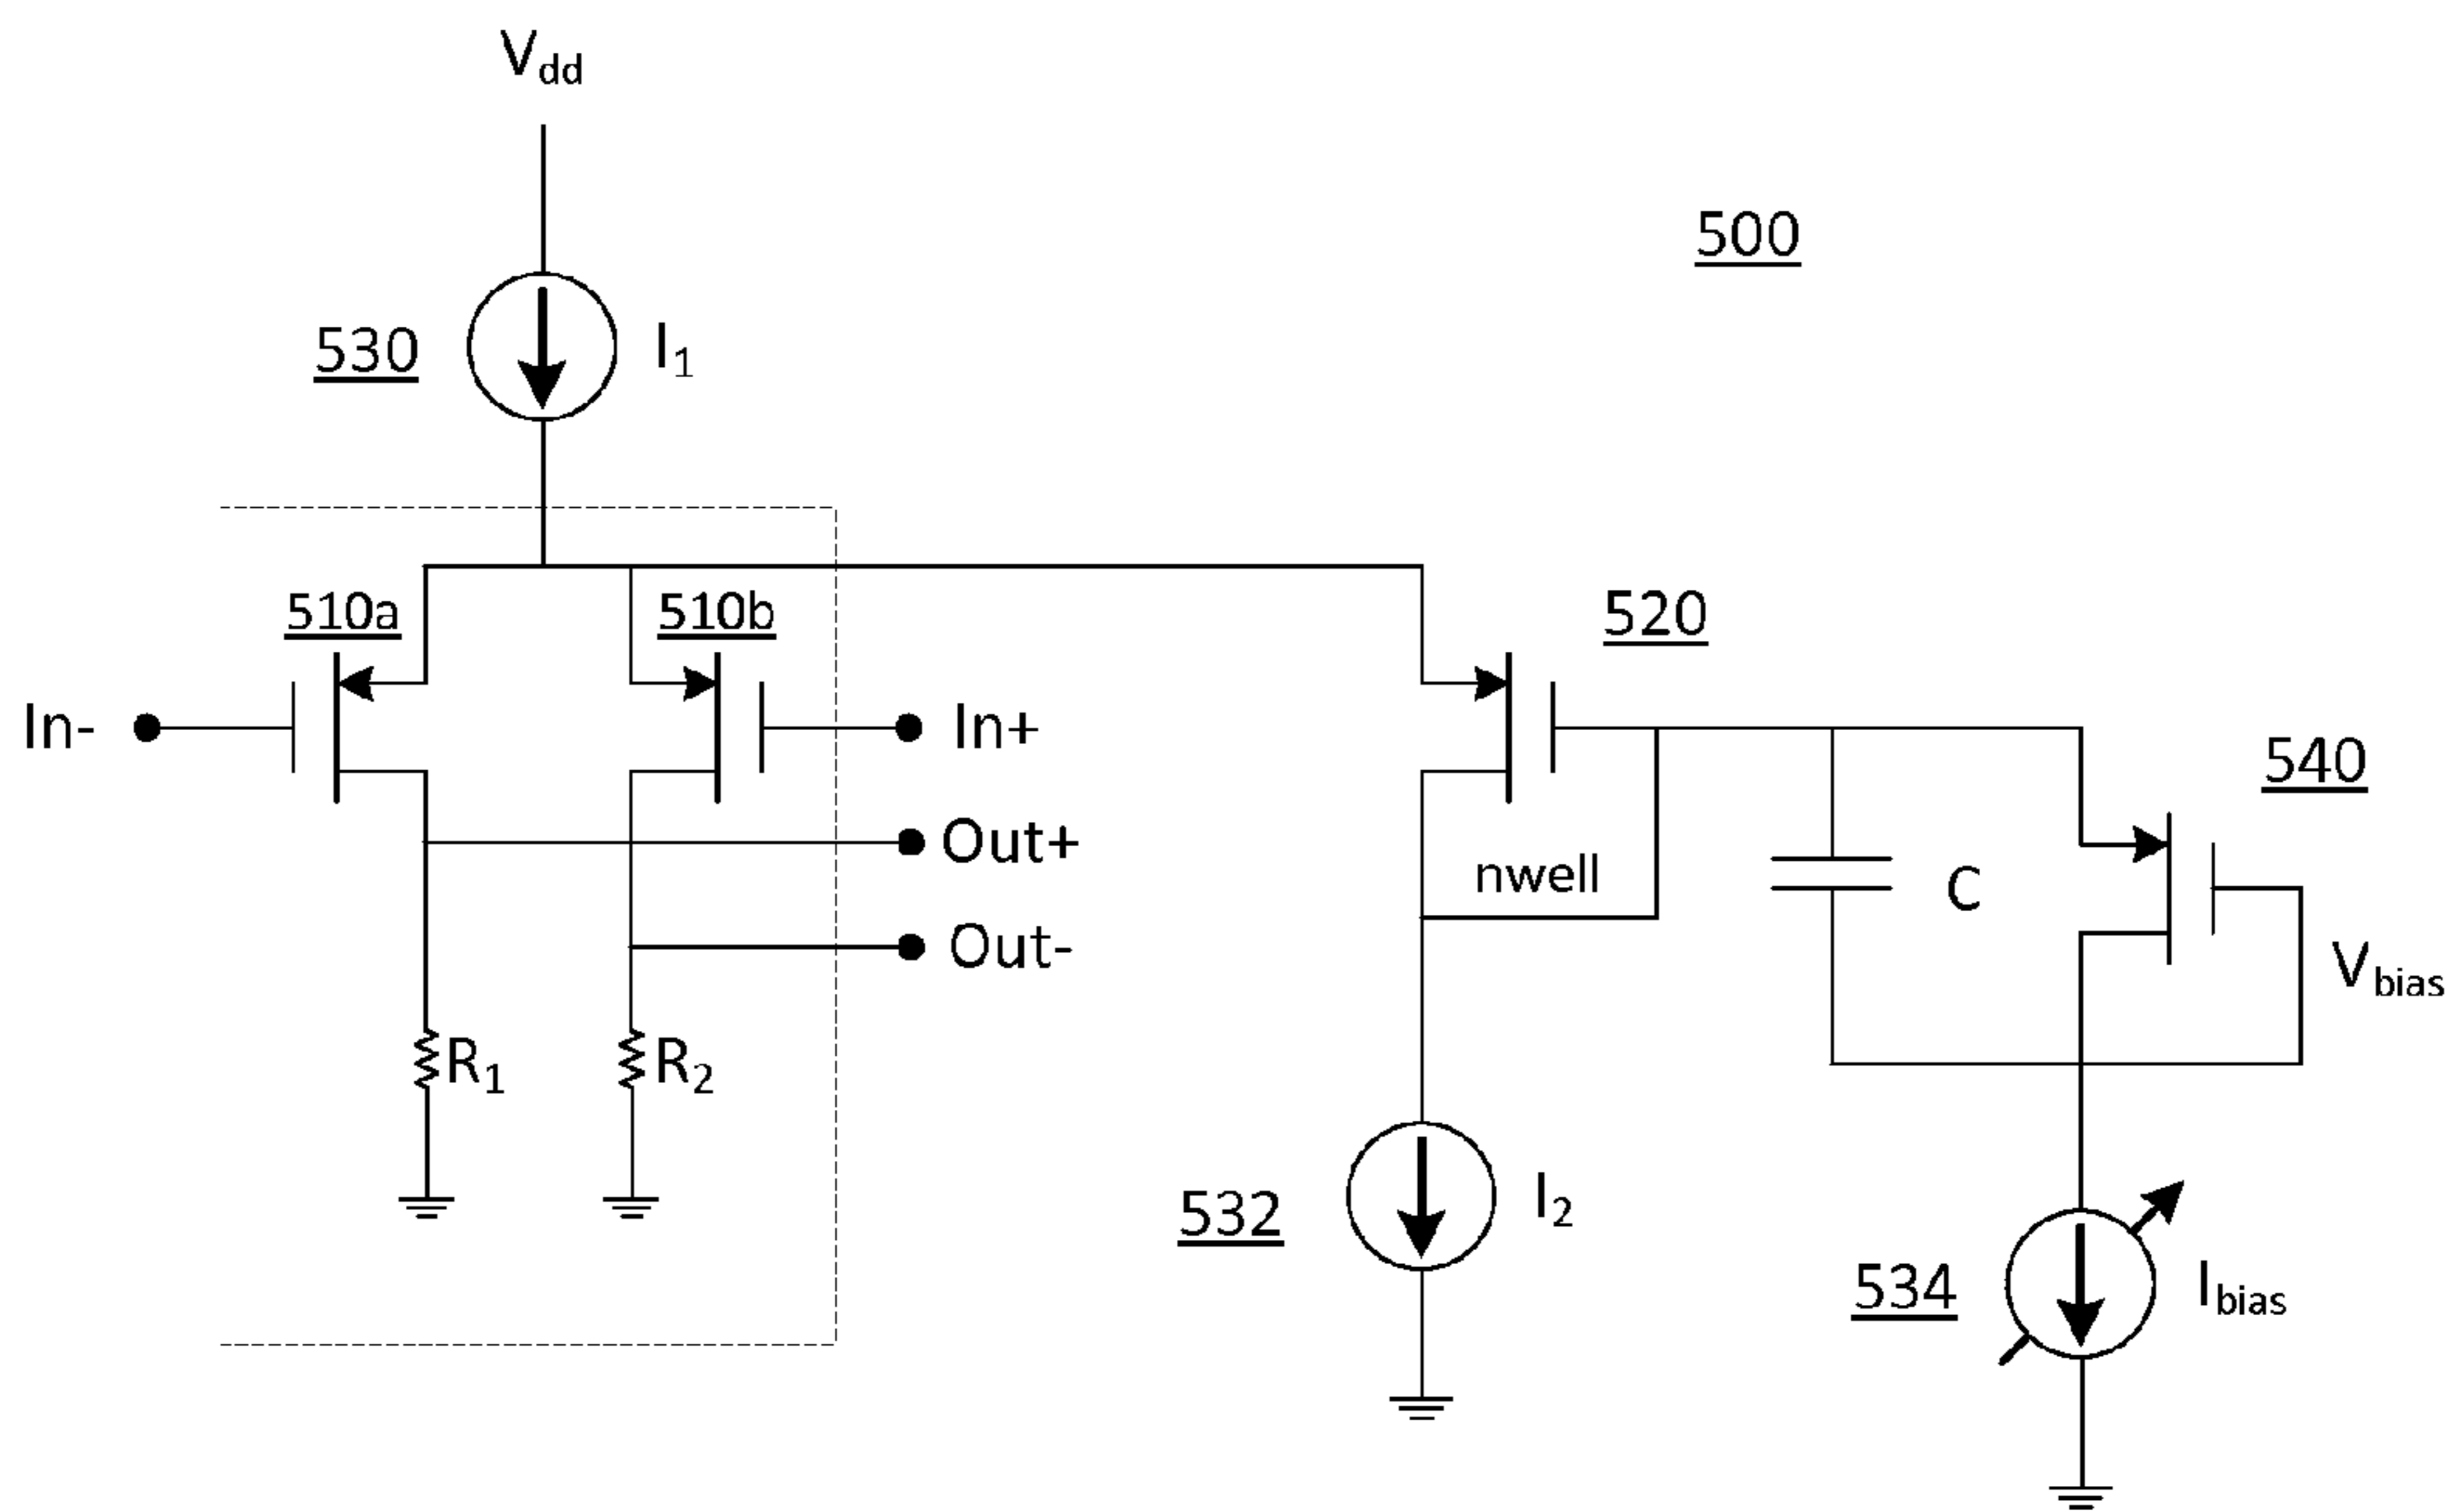 Vdd
500
530
I1
510a
510b
520
In-
In+
540
Out+
nwell
C
Out-
Vbias
R1
R2
532
I2
534
Ibias